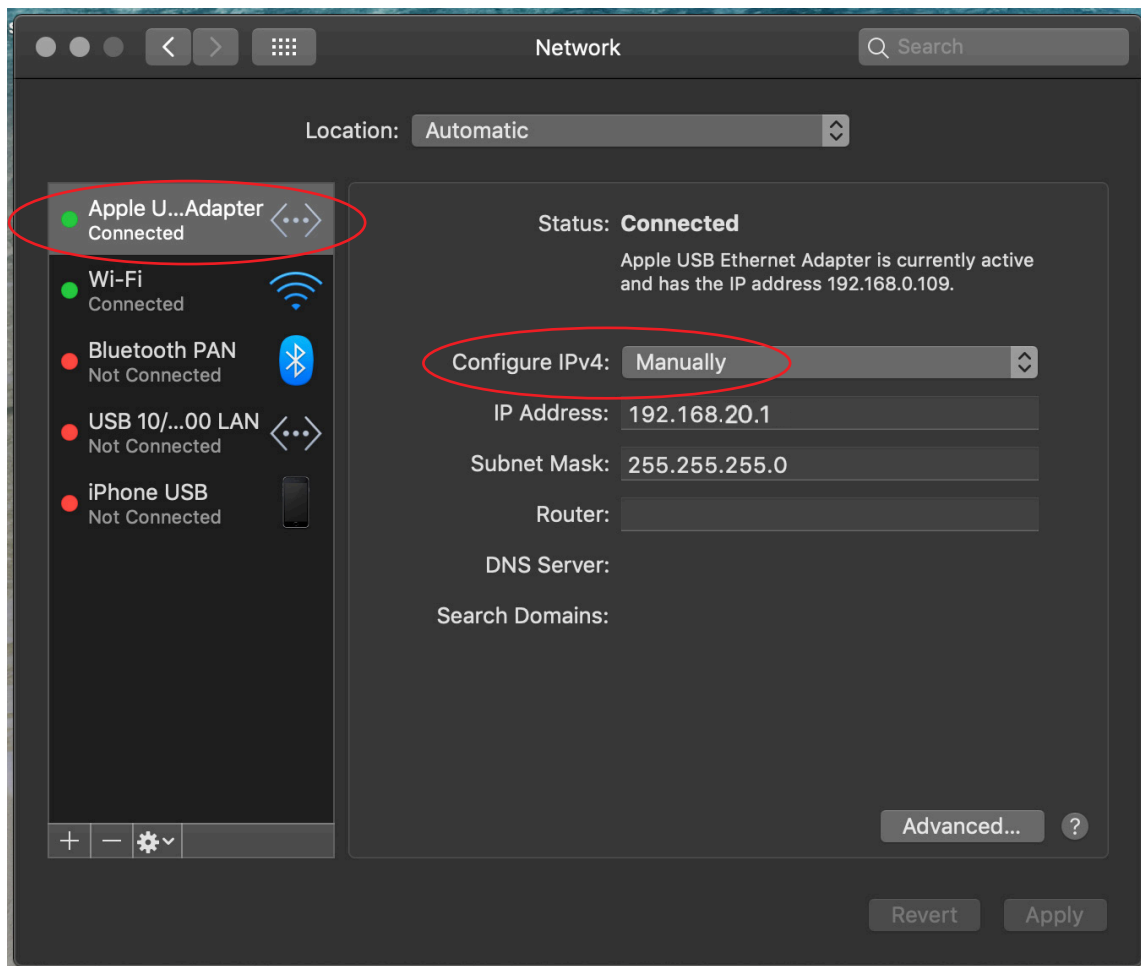 Network
Search
Location: Automatic
Apple U...Adapter
Connected
Wi-Fi
Connected
Bluetooth PAN
Not Connected
USB 10/...00 LAN
Not Connected
iPhone USB
Not Connected
Status: Connected
Apple USB Ethernet Adapter is currently active
and has the IP address 192.168.0.109.
Configure IPv4: Manually
IP Address: 192.168.20.1
Subnet Mask: 255.255.255.0
Router:
DNS Server:
Search Domains:
Advanced... ?
Revert Apply